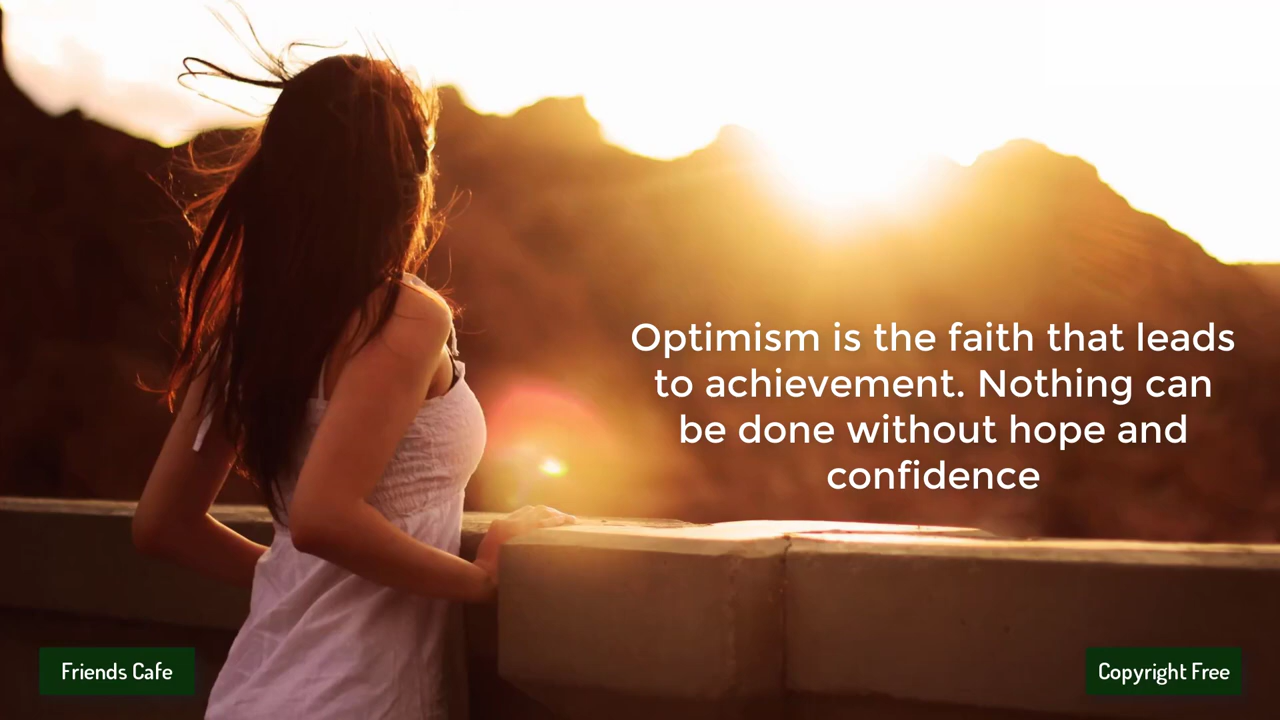 Optimism is the faith that leads
to achievement. Nothing can
be done without hope and
confidence
Friends Cafe
Copyright Free